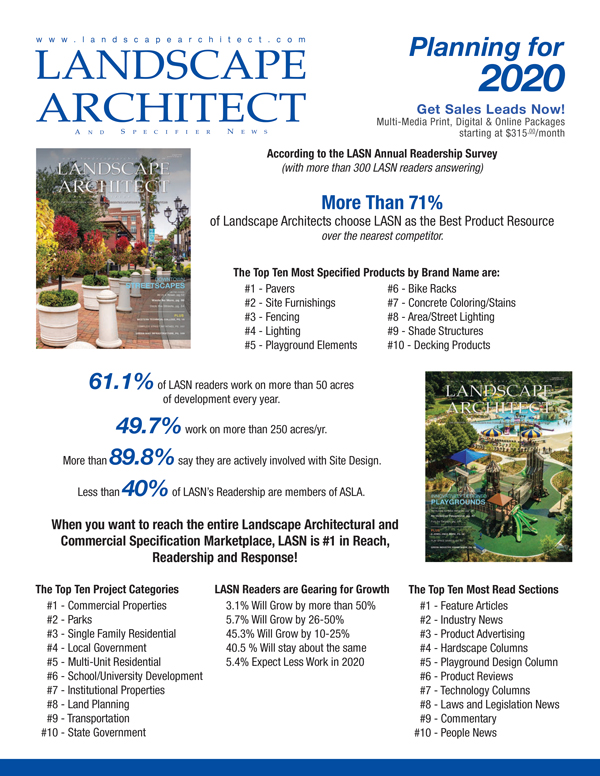 www.landscapearchitect.com
LANDSCAPE
ARCHITECT
AND SPECIFIER NEWS
Planning for
2020
Get Sales Leads Now!
Multi-Media Print, Digital & Online Packages
starting at $315.00/month
According to the LASN Annual Readership Survey
(with more than 300 LASN readers answering)
More Than 71%
of Landscape Architects choose LASN as the Best Product Resource
over the nearest competitor.
The Top Ten Most Specified Products by Brand Name are:
#1 - Pavers
#2 - Site Furnishings
#3 - Fencing
#4 - Lighting
#5 - Playground Elements
#6 - Bike Racks
#7 - Concrete Coloring/Stains
#8 - Area/Street Lighting
#9 - Shade Structures
#10 - Decking Products
LANDSCAPE
ARCHITECT
STREETSCAPES
61.1% of LASN readers work on more than 50 acres
of development every year.
49.7% work on more than 250 acres/yr.
More than 89.8% say they are actively involved with Site Design.
Less than 40% of LASN's Readership are members of ASLA.
When you want to reach the entire Landscape Architectural and
Commercial Specification Marketplace, LASN is #1 in Reach,
Readership and Response!
LANDSCAPE
ARCHITECT
PLAYGROUNDS
The Top Ten Project Categories
#1 - Commercial Properties
#2 - Parks
#3 - Single Family Residential
#4 - Local Government
#5 - Multi-Unit Residential
#6 - School/University Development
#7 - Institutional Properties
#8 - Land Planning
#9 - Transportation
#10 - State Government
LASN Readers are Gearing for Growth
3.1% Will Grow by more than 50%
5.7% Will Grow by 26-50%
45.3% Will Grow by 10-25%
40.5 % Will stay about the same
5.4% Expect Less Work in 2020
The Top Ten Most Read Sections
#1 - Feature Articles
#2 - Industry News
#3 - Product Advertising
#4 - Hardscape Columns
#5 - Playground Design Column
#6 - Product Reviews
#7 - Technology Columns
#8 - Laws and Legislation News
#9 - Commentary
#10 - People News